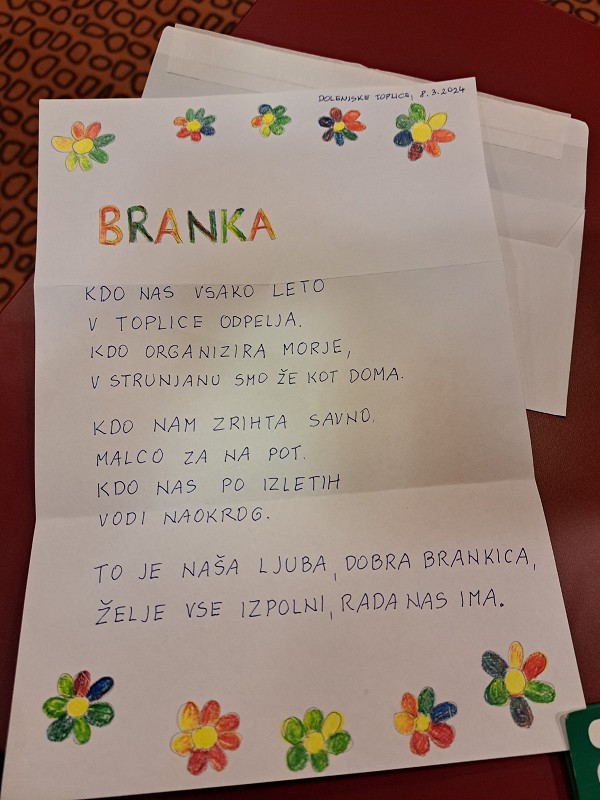 DOLENJSKE TOPLICE, 8.3.2024
BRANKA
KDO NAS VSAKO LETO
V TOPLICE ODPELJA.
KDO ORGANIZIRA MORJE,
V STRUNJANU SMO ŽE KOT DOMA.
KDO NAM ZRIHTA SAVNO,
MALCO ZA NA POT.
KDO NAS PO IZLETIH
VODI NAOKROG.
TO JE NAŠA LJUBA, DOBRA BRANKICA,
ŽELJE VSE IZPOLNI, RADA NAS IMA.